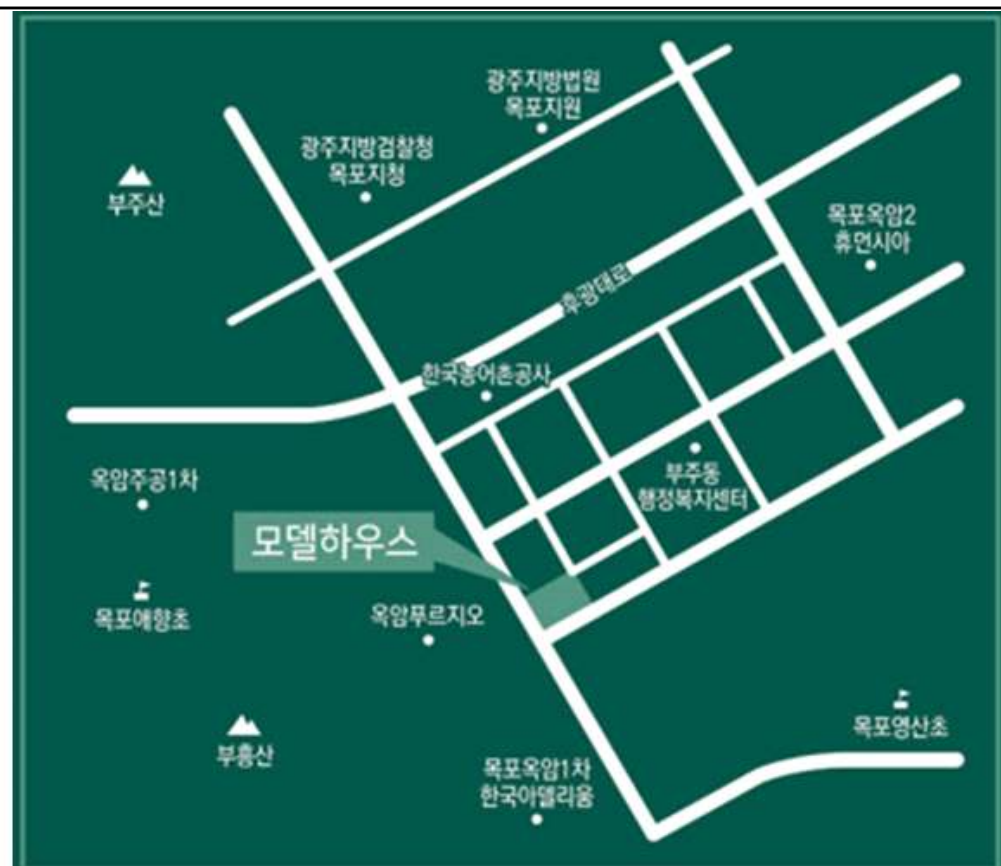 광주지방법원
목포지원
광주지방검찰청
목포지청
부주산
목포옥암2
휴먼시아
후광대로
한국농어촌공사
옥암주공1차
부주동
행정복지센터
모델하우스
목포애향초
옥암푸르지오
목포영산초
부흥산
목포옥암1차
한국아델리움